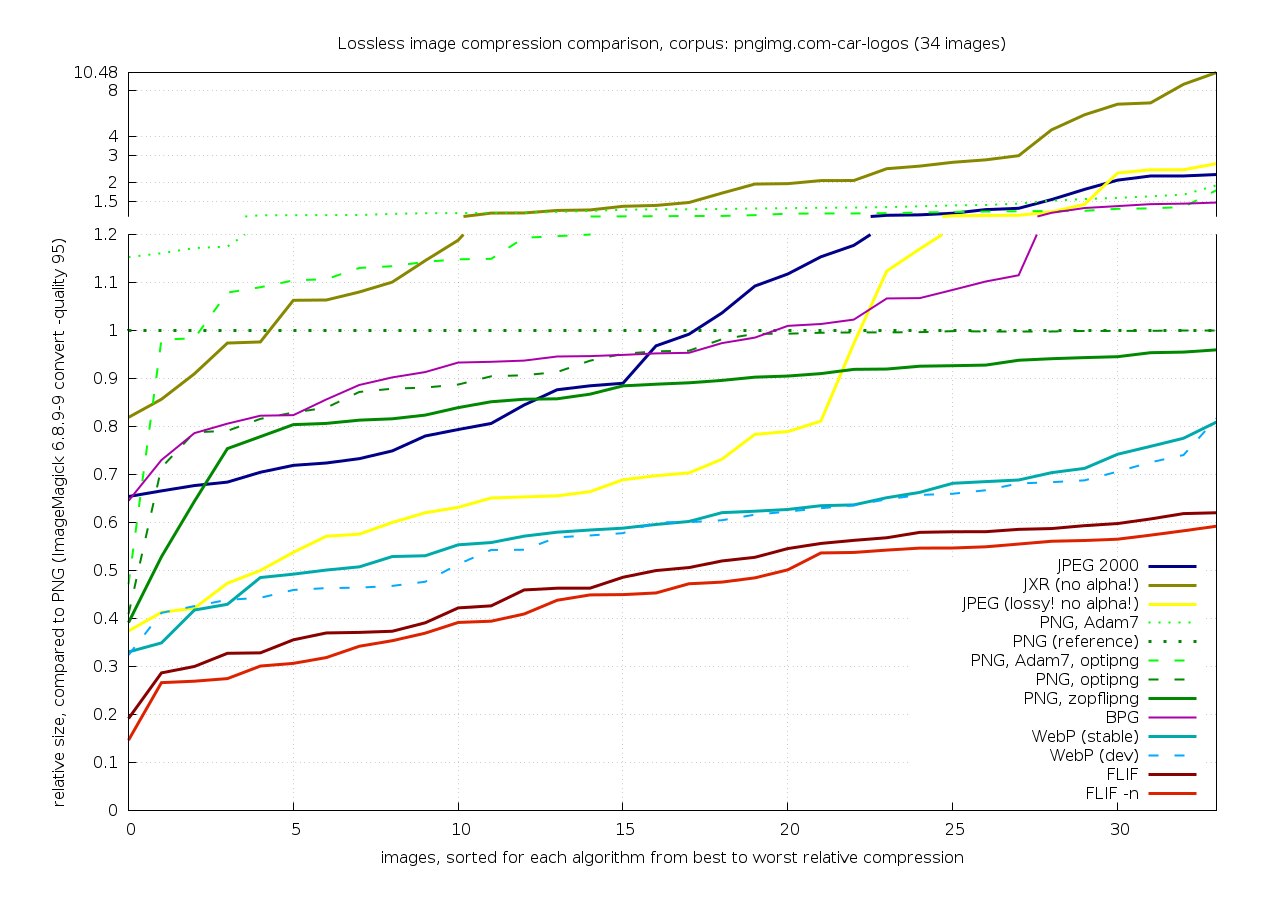 Lossless image compression comparison, corpus: pngimg.com-car-logos (34 images)
10.48
8
4
3
2
1.5
1.2
1.1
1
0.9
0.8
0.7
0.6
0.5
0.4
0.3
0.2
0.1
0
relative size, compared to PNG (ImageMagick 6.8.9-9 convert -quality 95)
JPEG 2000
JXR (no alpha!)
JPEG (lossy! no alpha!)
PNG, Adam7
PNG (reference)
PNG, Adam7, optipng
PNG, optipng
PNG, zopflipng
BPG
WebP (stable)
WebP (dev)
FLIF
FLIF -n
0 5 10 15 20 25 30
images, sorted for each algorithm from best to worst relative compression